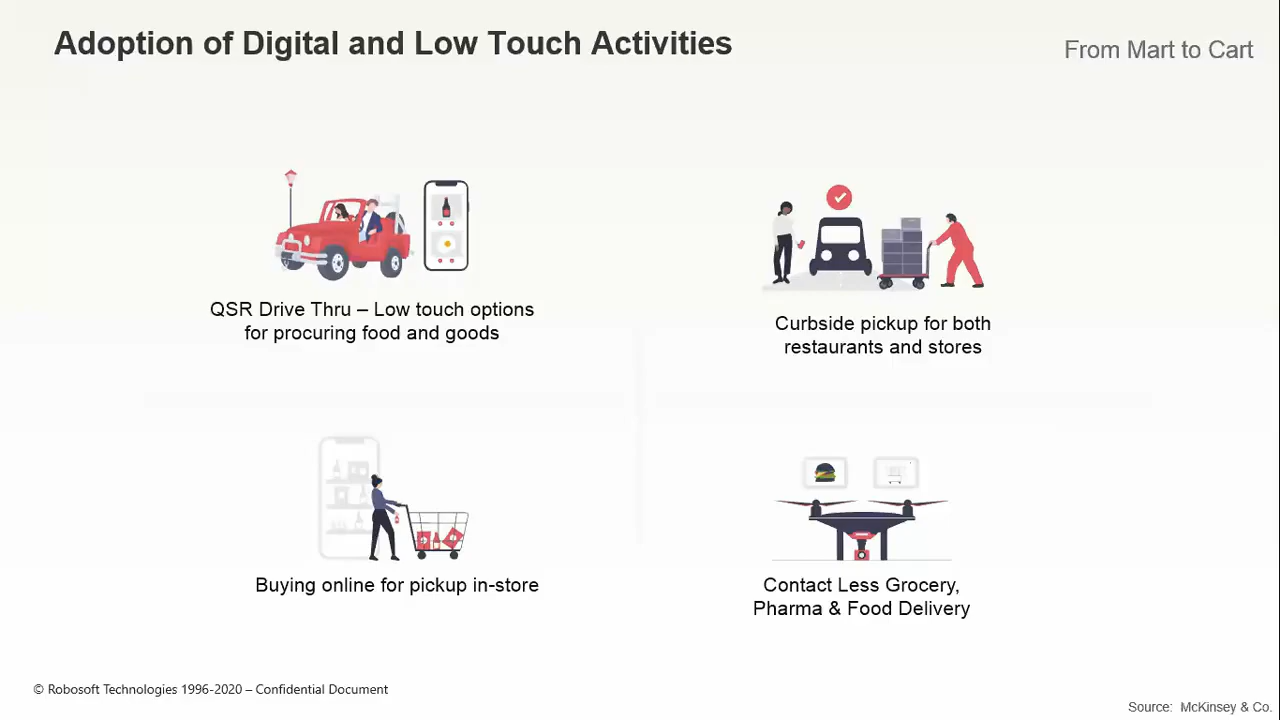 Adoption of Digital and Low Touch Activities
From Mart to Cart
QSR Drive Thru – Low touch options
for procuring food and goods
Curbside pickup for both
restaurants and stores
Buying online for pickup in-store
Contact Less Grocery,
Pharma & Food Delivery
© Robosoft Technologies 1996-2020 – Confidential Document
Source: McKinsey & Co.